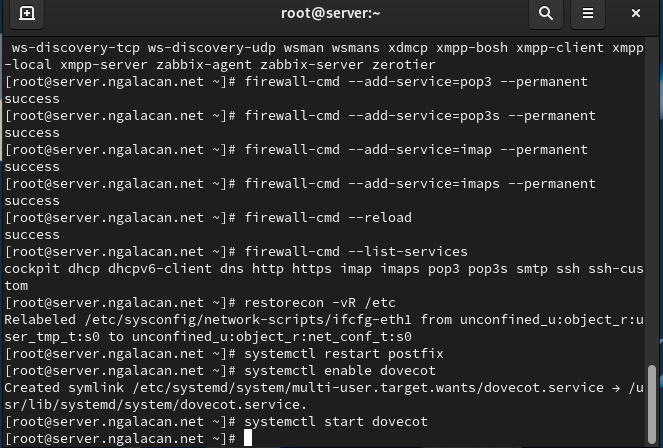 root@server:~
ws-discovery-tcp ws-discovery-udp wsman wsmans xdmcp xmpp-bosh xmpp-client xmpp
-local xmpp-server zabbix-agent zabbix-server zerotier
[root@server.ngalacan.net ~]# firewall-cmd --add-service=pop3 --permanent
success
[root@server.ngalacan.net ~]# firewall-cmd --add-service=pop3s --permanent
success
[root@server.ngalacan.net ~]# firewall-cmd --add-service=imap --permanent
success
[root@server.ngalacan.net ~]# firewall-cmd --add-service=imaps --permanent
success
[root@server.ngalacan.net ~]# firewall-cmd --reload
success
[root@server.ngalacan.net ~]# firewall-cmd --list-services
cockpit dhcp dhcpv6-client dns http https imap imaps pop3 pop3s smtp ssh ssh-cus
tom
[root@server.ngalacan.net ~]# restorecon -vR /etc
Relabeled /etc/sysconfig/network-scripts/ifcfg-eth1 from unconfined_u:object_r:u
ser_tmp_t:s0 to unconfined_u:object_r:net_conf_t:s0
[root@server.ngalacan.net ~]# systemctl restart postfix
[root@server.ngalacan.net ~]# systemctl enable dovecot
Created symlink /etc/systemd/system/multi-user.target.wants/dovecot.service → /u
sr/lib/systemd/system/dovecot.service.
[root@server.ngalacan.net ~]# systemctl start dovecot
[root@server.ngalacan.net ~]#